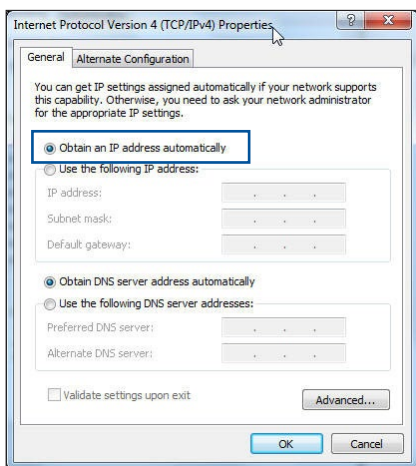 Internet Protocol Version 4 (TCP/IPv4) Properties
General
Alternate Configuration
You can get IP settings assigned automatically if your network supports
this capability. Otherwise, you need to ask your network administrator
for the appropriate IP settings.
Obtain an IP address automatically
Use the following IP address:
IP address:
Subnet mask:
Default gateway:
Obtain DNS server address automatically
Use the following DNS server addresses:
Preferred DNS server:
Alternate DNS server:
Validate settings upon exit
Advanced...
OK
Cancel